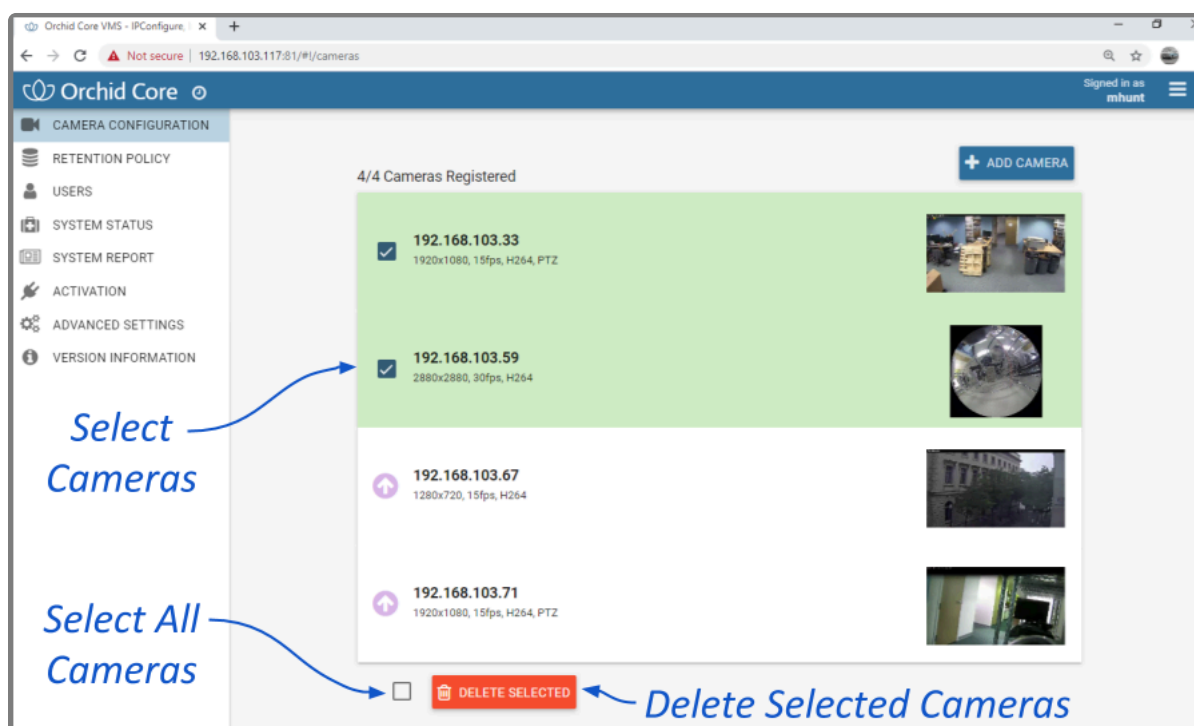 Orchid Core VMS - IPConfigure,
Not secure | 192.168.103.117:81/#!/cameras
Orchid Core
Signed in as
mhunt
CAMERA CONFIGURATION
RETENTION POLICY
USERS
SYSTEM STATUS
SYSTEM REPORT
ACTIVATION
ADVANCED SETTINGS
VERSION INFORMATION
4/4 Cameras Registered
ADD CAMERA
192.168.103.33
1920x1080, 15fps, H264, PTZ
192.168.103.59
2880x2880, 30fps, H264
192.168.103.67
1280x720, 15fps, H264
192.168.103.71
1920x1080, 15fps, H264, PTZ
Select
Cameras
Select All
Cameras
DELETE SELECTED
Delete Selected Cameras